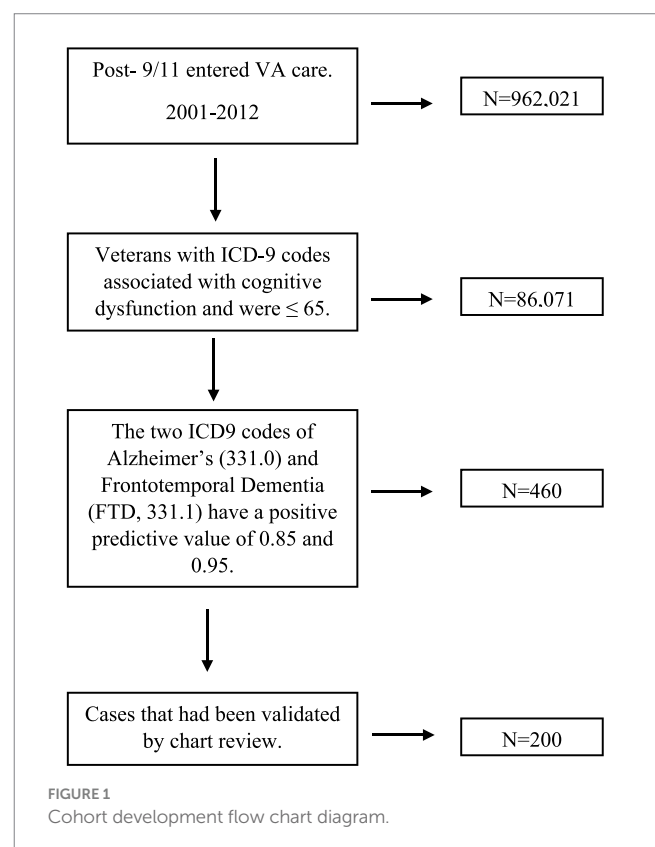 Post- 9/11 entered VA care.
2001-2012
N=962,021
Veterans with ICD-9 codes
associated with cognitive
dysfunction and were ≤ 65.
N=86,071
The two ICD9 codes of
Alzheimer's (331.0) and
Frontotemporal Dementia
(FTD, 331.1) have a positive
predictive value of 0.85 and
0.95.
N=460
Cases that had been validated
by chart review.
N=200
FIGURE 1
Cohort development flow chart diagram.